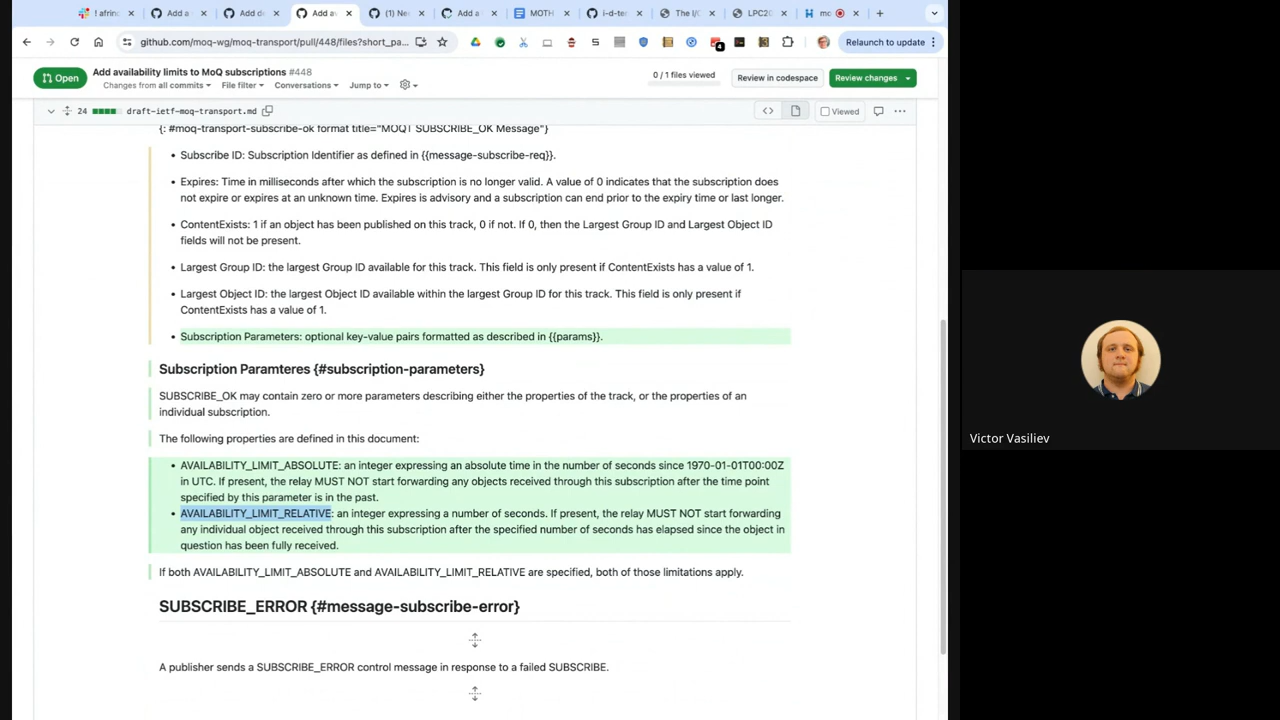 ! afrin
Add a
Add de
Add av
(1) Ne
Add a
MOTH
i-d-ter
The I/
LPC20
mo
github.com/moq-wg/moq-transport/pull/448/files?short_pa...
4
Relaunch to update
Open
Add availability limits to MoQ subscriptions #448
Changes from all commits
File filter
Conversations
Jump to
0 / 1 files viewed
Review in codespace
Review changes
24
draft-ietf-moq-transport.md
Viewed
{: #moq-transport-subscribe-ok format title="MOQT SUBSCRIBE_OK Message"}
• Subscribe ID: Subscription Identifier as defined in {{message-subscribe-req}}.
• Expires: Time in milliseconds after which the subscription is no longer valid. A value of 0 indicates that the subscription does
not expire or expires at an unknown time. Expires is advisory and a subscription can end prior to the expiry time or last longer.
• ContentExists: 1 if an object has been published on this track, 0 if not. If 0, then the Largest Group ID and Largest Object ID
fields will not be present.
• Largest Group ID: the largest Group ID available for this track. This field is only present if ContentExists has a value of 1.
• Largest Object ID: the largest Object ID available within the largest Group ID for this track. This field is only present if
ContentExists has a value of 1.
• Subscription Parameters: optional key-value pairs formatted as described in {{params}}.
Subscription Paramteres {#subscription-parameters}
SUBSCRIBE_OK may contain zero or more parameters describing either the properties of the track, or the properties of an
individual subscription.
The following properties are defined in this document:
• AVAILABILITY_LIMIT_ABSOLUTE: an integer expressing an absolute time in the number of seconds since 1970-01-01T00:00Z
in UTC. If present, the relay MUST NOT start forwarding any objects received through this subscription after the time point
specified by this parameter is in the past.
• AVAILABILITY_LIMIT_RELATIVE: an integer expressing a number of seconds. If present, the relay MUST NOT start forwarding
any individual object received through this subscription after the specified number of seconds has elapsed since the object in
question has been fully received.
If both AVAILABILITY_LIMIT_ABSOLUTE and AVAILABILITY_LIMIT_RELATIVE are specified, both of those limitations apply.
SUBSCRIBE_ERROR {#message-subscribe-error}
A publisher sends a SUBSCRIBE_ERROR control message in response to a failed SUBSCRIBE.
Victor Vasiliev